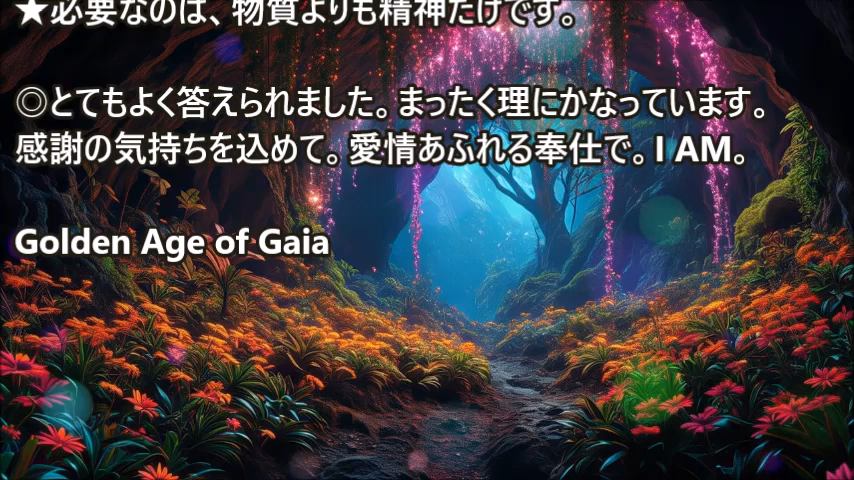 ★必要なのは、物質よりも精神だけです。
◎とてもよく答えられました。まったく理にかなっています。
感謝の気持ちを込めて。愛情あふれる奉仕で。I AM。
Golden Age of Gaia